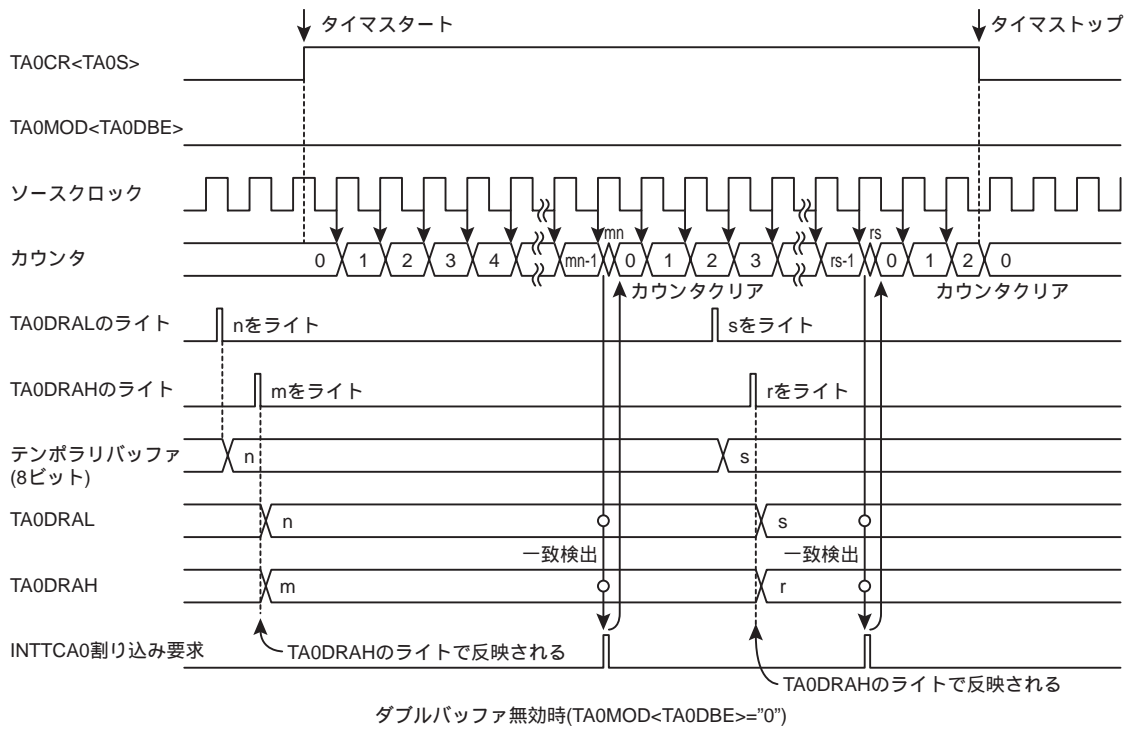 タイマスタート
タイマストップ
TA0CR<TA0S>
TA0MOD<TA0DBE>
ソースクロック
カウンタ
0 1 2 3 4 mn-1 mn 0 1 2 3 rs-1 rs 0 1 2 0
カウンタクリア
カウンタクリア
TA0DRALのライト
nをライト
sをライト
TA0DRAHのライト
mをライト
rをライト
テンポラリバッファ
(8ビット)
n
s
TA0DRAL
n
s
一致検出
一致検出
TA0DRAH
m
r
INTTCA0割り込み要求
TA0DRAHのライトで反映される
TA0DRAHのライトで反映される
ダブルバッファ無効時(TA0MOD<TA0DBE>=”0”)